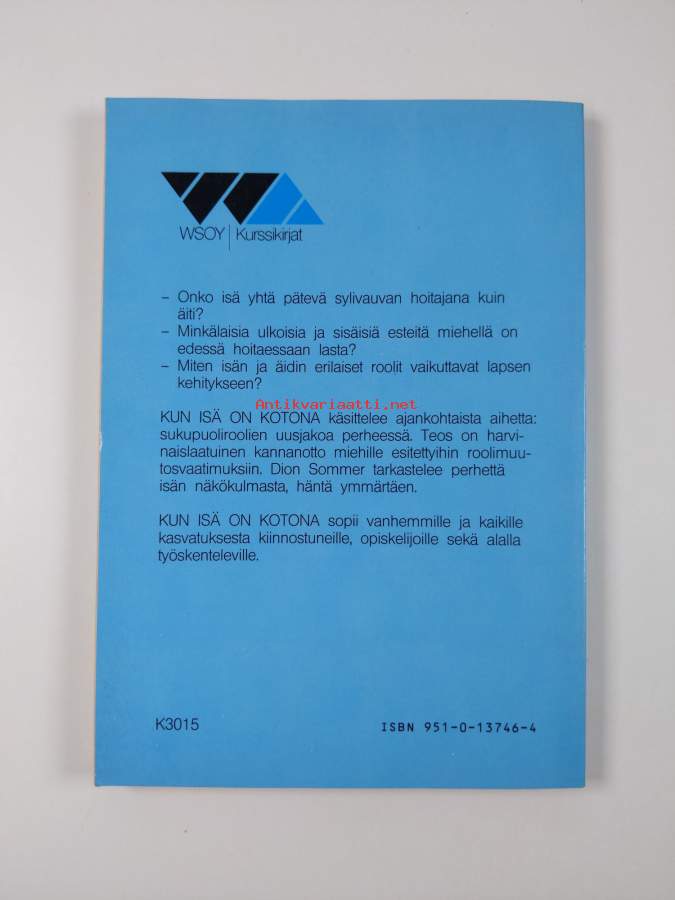 WSOY | Kurssikirjat
– Onko isä yhtä pätevä sylivauvan hoitajana kuin
äiti?
– Minkälaisia ulkoisia ja sisäisiä esteitä miehellä on
edessä hoitaessaan lasta?
– Miten isän ja äidin erilaiset roolit vaikuttavat lapsen
kehitykseen?
Antikvariaatti.net
KUN ISÄ ON KOTONA käsittelee ajankohtaista aihetta:
sukupuoliroolien uusjakoa perheessä. Teos on harvi-
naislaatuinen kannanotto miehille esitettyihin roolimuu-
tosvaatimuksiin. Dion Sommer tarkastelee perhettä
isän näkökulmasta, häntä ymmärtäen.
KUN ISÄ ON KOTONA sopii vanhemmille ja kaikille
kasvatuksesta kiinnostuneille, opiskelijoille sekä alalla
työskenteleville.
K3015
ISBN 951-0-13746-4